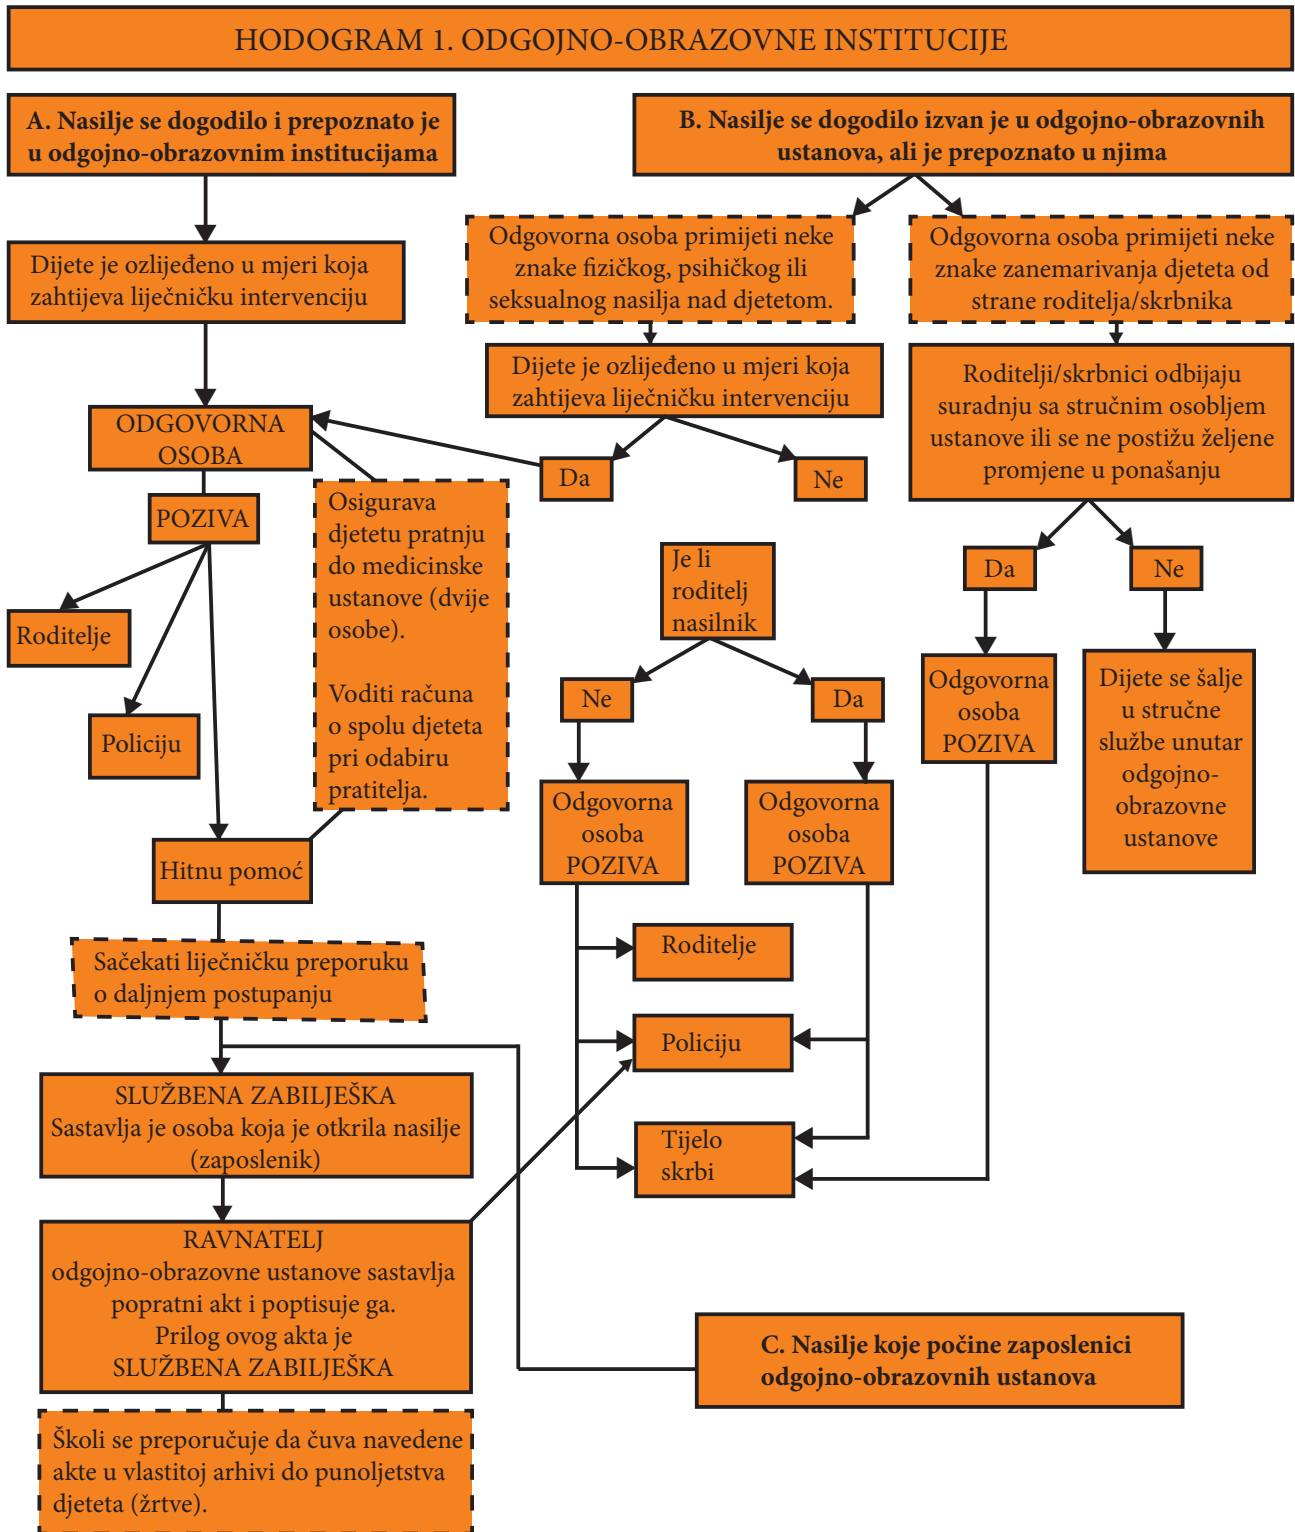 HODOGRAM 1. ODGOJNO-OBRAZOVNE INSTITUCIJE
A. Nasilje se dogodilo i prepoznato je
u odgojno-obrazovnim institucijama
B. Nasilje se dogodilo izvan je u odgojno-obrazovnih
ustanova, ali je prepoznato u njima
Dijete je ozlijeđeno u mjeri koja
zahtijeva liječničku intervenciju
Odgovorna osoba primijeti neke
znake fizičkog, psihičkog ili
seksualnog nasilja nad djetetom.
Odgovorna osoba primijeti neke
znake zanemarivanja djeteta od
strane roditelja/skrbnika
Dijete je ozlijeđeno u mjeri koja
zahtijeva liječničku intervenciju
Roditelji/skrbnici odbijaju
suradnju sa stručnim osobljem
ustanove ili se ne postižu željene
promjene u ponašanju
ODGOVORNA
OSOBA
Da
Ne
POZIVA
Osigurava
djetetu pratnju
do medicinske
ustanove (dvije
osobe).
Voditi računa
o spolu djeteta
pri odabiru
pratitelja.
Je li
roditelj
nasilnik
Da
Ne
Roditelje
Policiju
Ne
Da
Odgovorna
osoba
POZIVA
Dijete se šalje
u stručne
službe unutar
odgojno-
obrazovne
ustanove
Odgovorna
osoba
POZIVA
Odgovorna
osoba
POZIVA
Hitnu pomoć
Roditelje
Sačekati liječničku preporuku
o daljnjem postupanju
Policiju
SLUŽBENA ZABILJEŠKA
Sastavlja je osoba koja je otkrila nasilje
(zaposlenik)
Tijelo
skrbi
RAVNATELJ
odgojno-obrazovne ustanove sastavlja
popratni akt i poptisuje ga.
Prilog ovog akta je
SLUŽBENA ZABILJEŠKA
C. Nasilje koje počine zaposlenici
odgojno-obrazovnih ustanova
Školi se preporučuje da čuva navedene
akte u vlastitoj arhivi do punoljetstva
djeteta (žrtve).